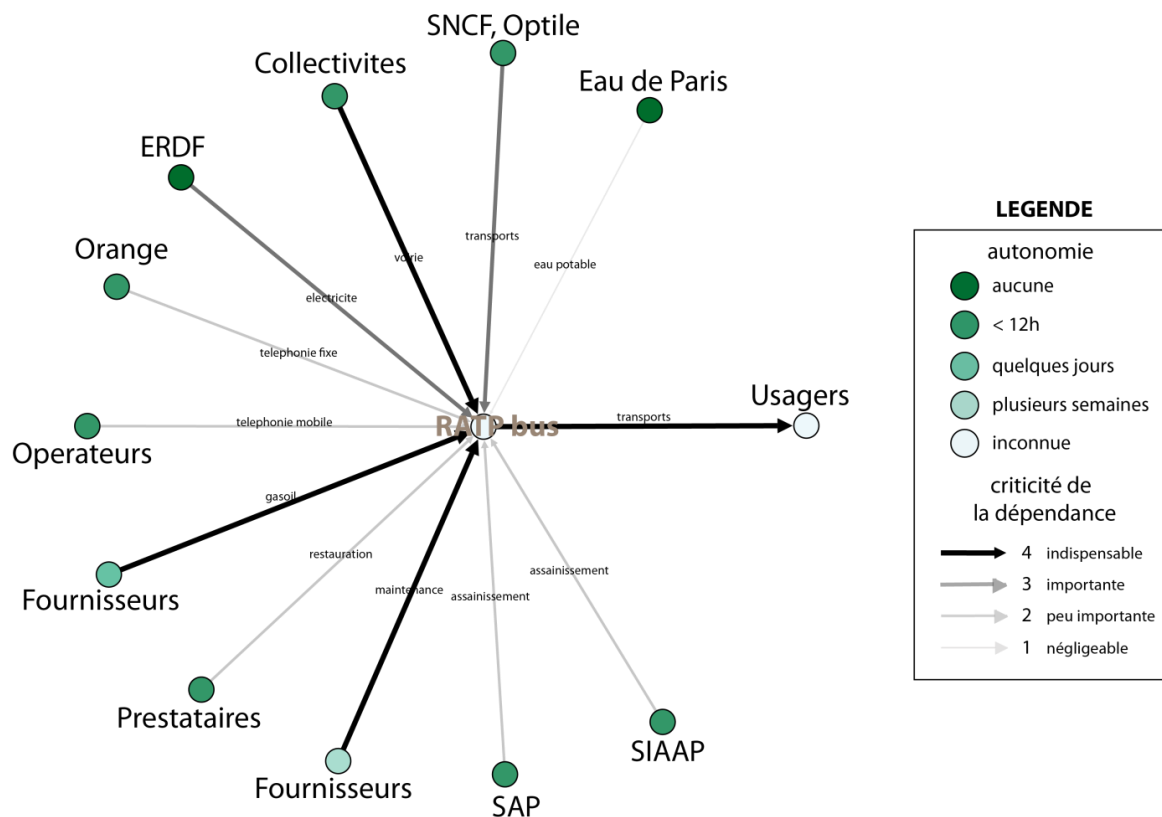 SNCF, Optile
Collectivites
Eau de Paris
ERDF
Orange
transports
voirie
eau potable
electricite
telephonie fixe
Usagers
telephonie mobile
RATP bus
transports
Operateurs
gasoil
restauration
assainissement
maintenance
assainissement
Fournisseurs
Prestataires
SIAAP
Fournisseurs
SAP
LEGENDE
autonomie
aucune
< 12h
quelques jours
plusieurs semaines
inconnue
criticité de
la dépendance
4 indispensable
3 importante
2 peu importante
1 négligeable